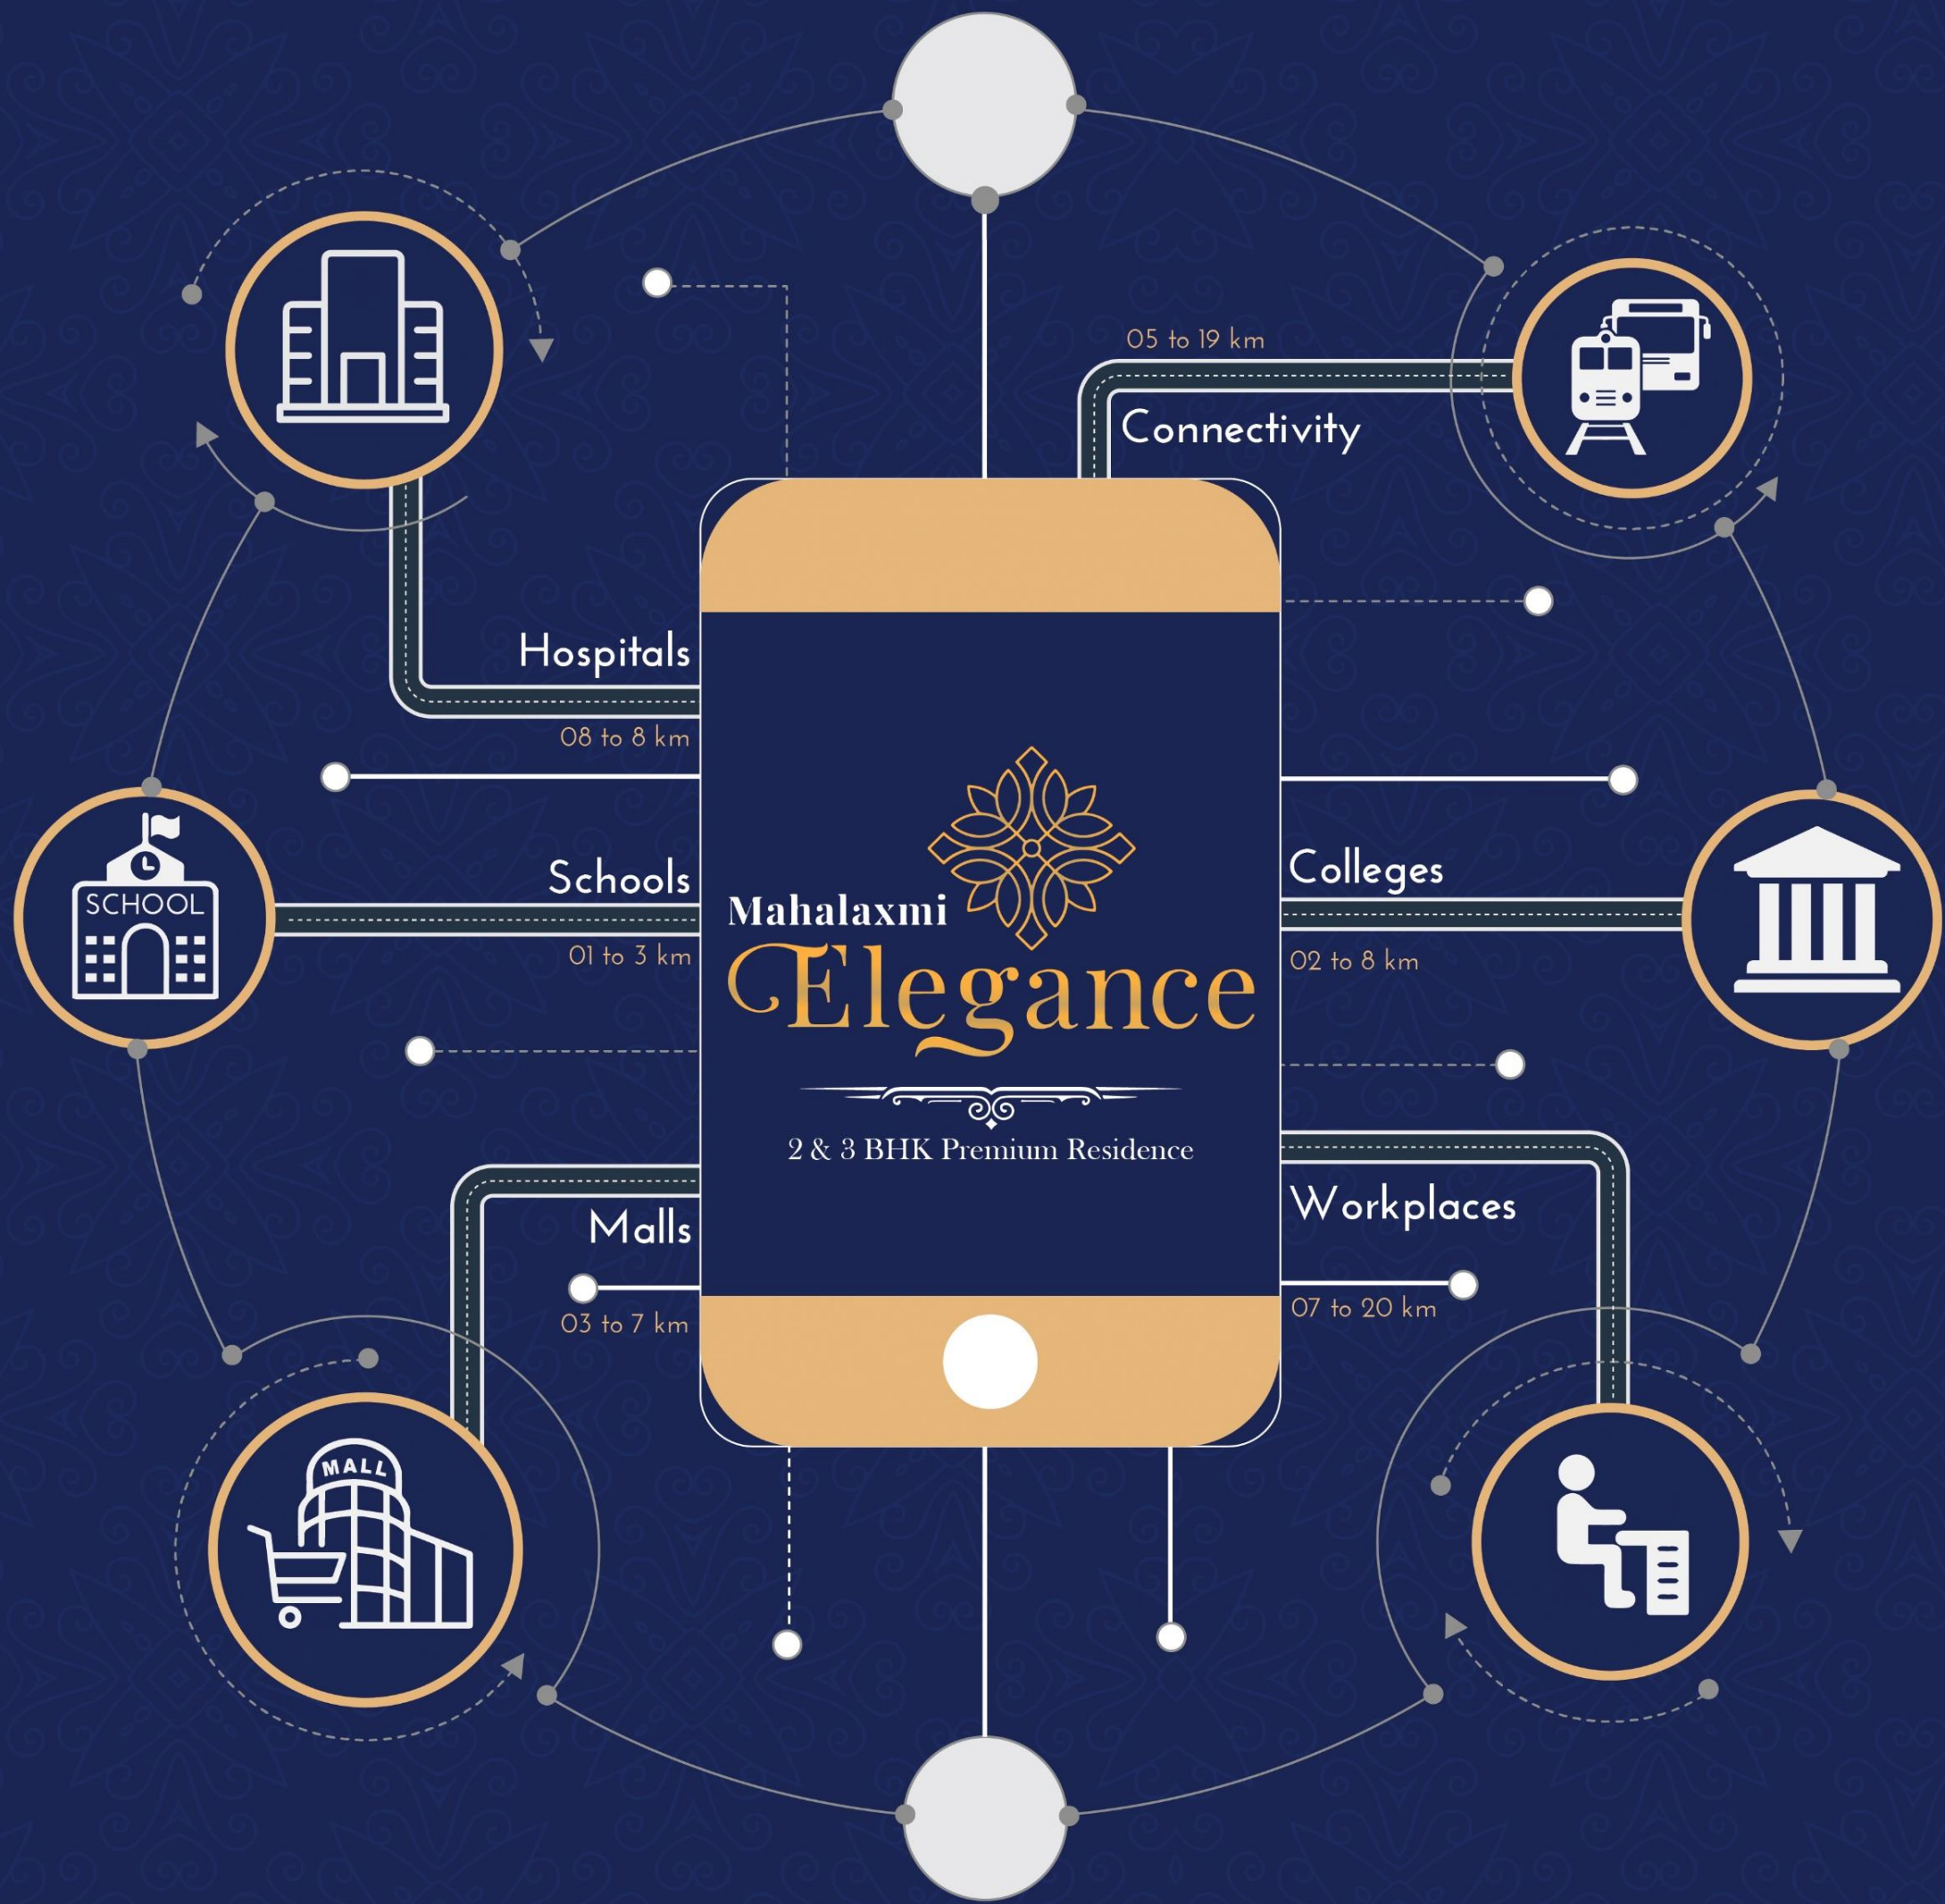 05 to 19 km
Connectivity
Hospitals
08 to 8 km
Schools
SCHOOL
01 to 3 km
Mahalaxmi
Elegance
2 & 3 BHK Premium Residence
Colleges
02 to 8 km
Malls
03 to 7 km
MALL
Workplaces
07 to 20 km